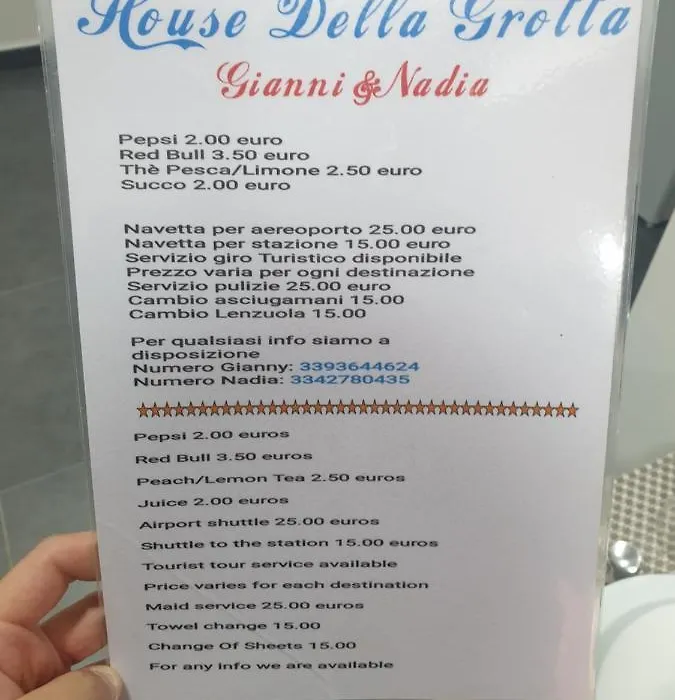 House Della Grotta
Gianni & Nadia
Pepsi 2.00 euro
Red Bull 3.50 euro
Thè Pesca/Limone 2.50 euro
Succo 2.00 euro
Navetta per aereoporto 25.00 euro
Navetta per stazione 15.00 euro
Servizio giro Turistico disponibile
Prezzo varia per ogni destinazione
Servizio pulizie 25.00 euro
Cambio asciugamani 15.00
Cambio Lenzuola 15.00
Per qualsiasi info siamo a
disposizione
Numero Gianny: 3393644624
Numero Nadia: 3342780435
Pepsi 2.00 euros
Red Bull 3.50 euros
Peach/Lemon Tea 2.50 euros
Juice 2.00 euros
Airport shuttle 25.00 euros
Shuttle to the station 15.00 euros
Tourist tour service available
Price varies for each destination
Maid service 25.00 euros
Towel change 15.00
Change Of Sheets 15.00
For any info we are available